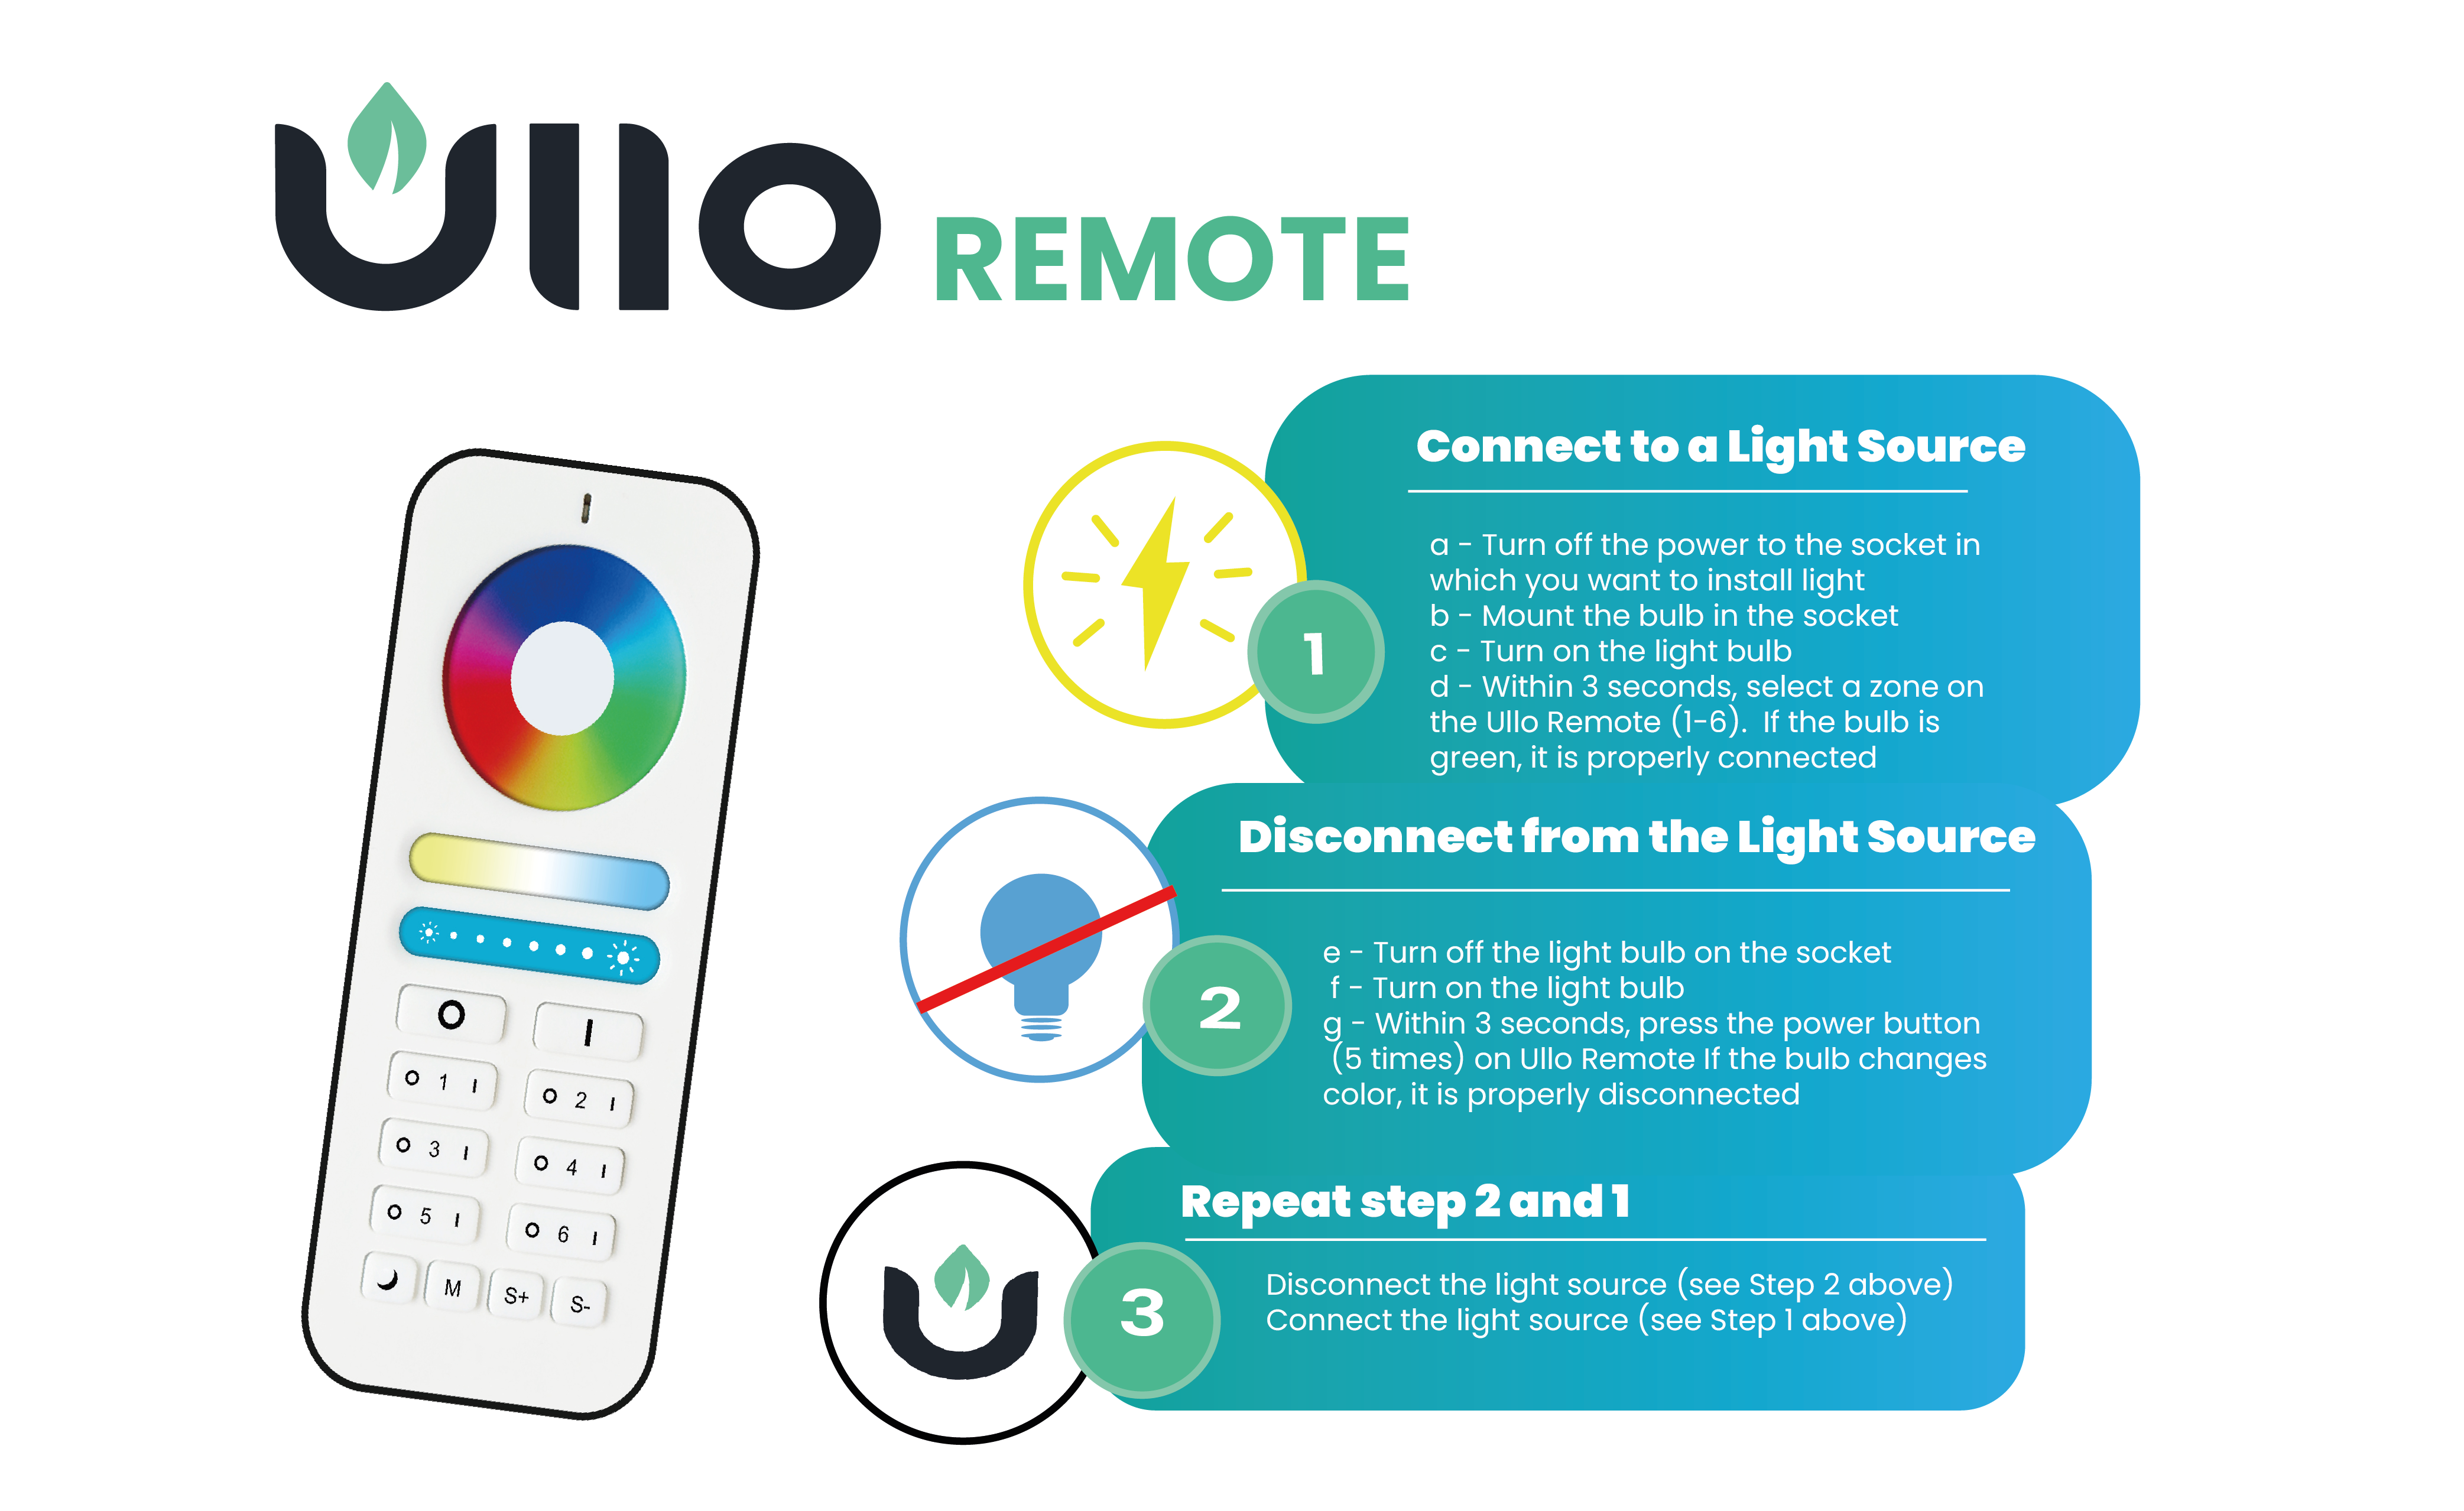 Ullo REMOTE
Connect to a Light Source
a - Turn off the power to the socket in
which you want to install light
b - Mount the bulb in the socket
c - Turn on the light bulb
d - Within 3 seconds, select a zone on
the Ullo Remote (1-6).  If the bulb is
green, it is properly connected
1
Disconnect from the Light Source
e - Turn off the light bulb on the socket
f - Turn on the light bulb
g - Within 3 seconds, press the power button
(5 times) on Ullo Remote If the bulb changes
color, it is properly disconnected
2
Repeat step 2 and 1
Disconnect the light source (see Step 2 above)
Connect the light source (see Step 1 above)
3
O I
O 1 I O 2 I
O 3 I O 4 I
O 5 I O 6 I
M S+ S-